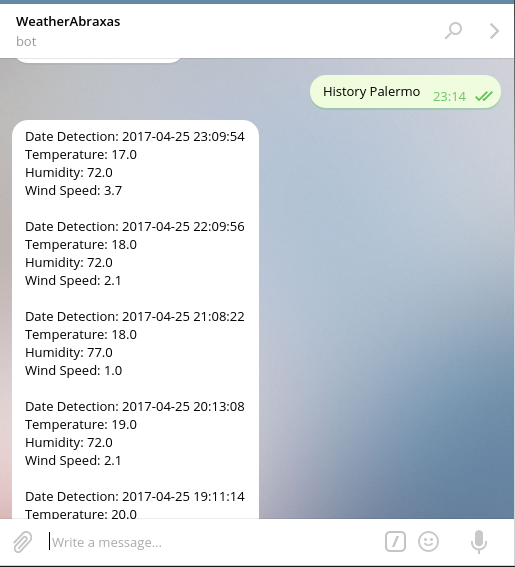 WeatherAbraxas
bot
History Palermo 23:14
Date Detection: 2017-04-25 23:09:54
Temperature: 17.0
Humidity: 72.0
Wind Speed: 3.7
Date Detection: 2017-04-25 22:09:56
Temperature: 18.0
Humidity: 72.0
Wind Speed: 2.1
Date Detection: 2017-04-25 21:08:22
Temperature: 18.0
Humidity: 77.0
Wind Speed: 1.0
Date Detection: 2017-04-25 20:13:08
Temperature: 19.0
Humidity: 72.0
Wind Speed: 2.1
Date Detection: 2017-04-25 19:11:14
Temperature: 20.0
Write a message...